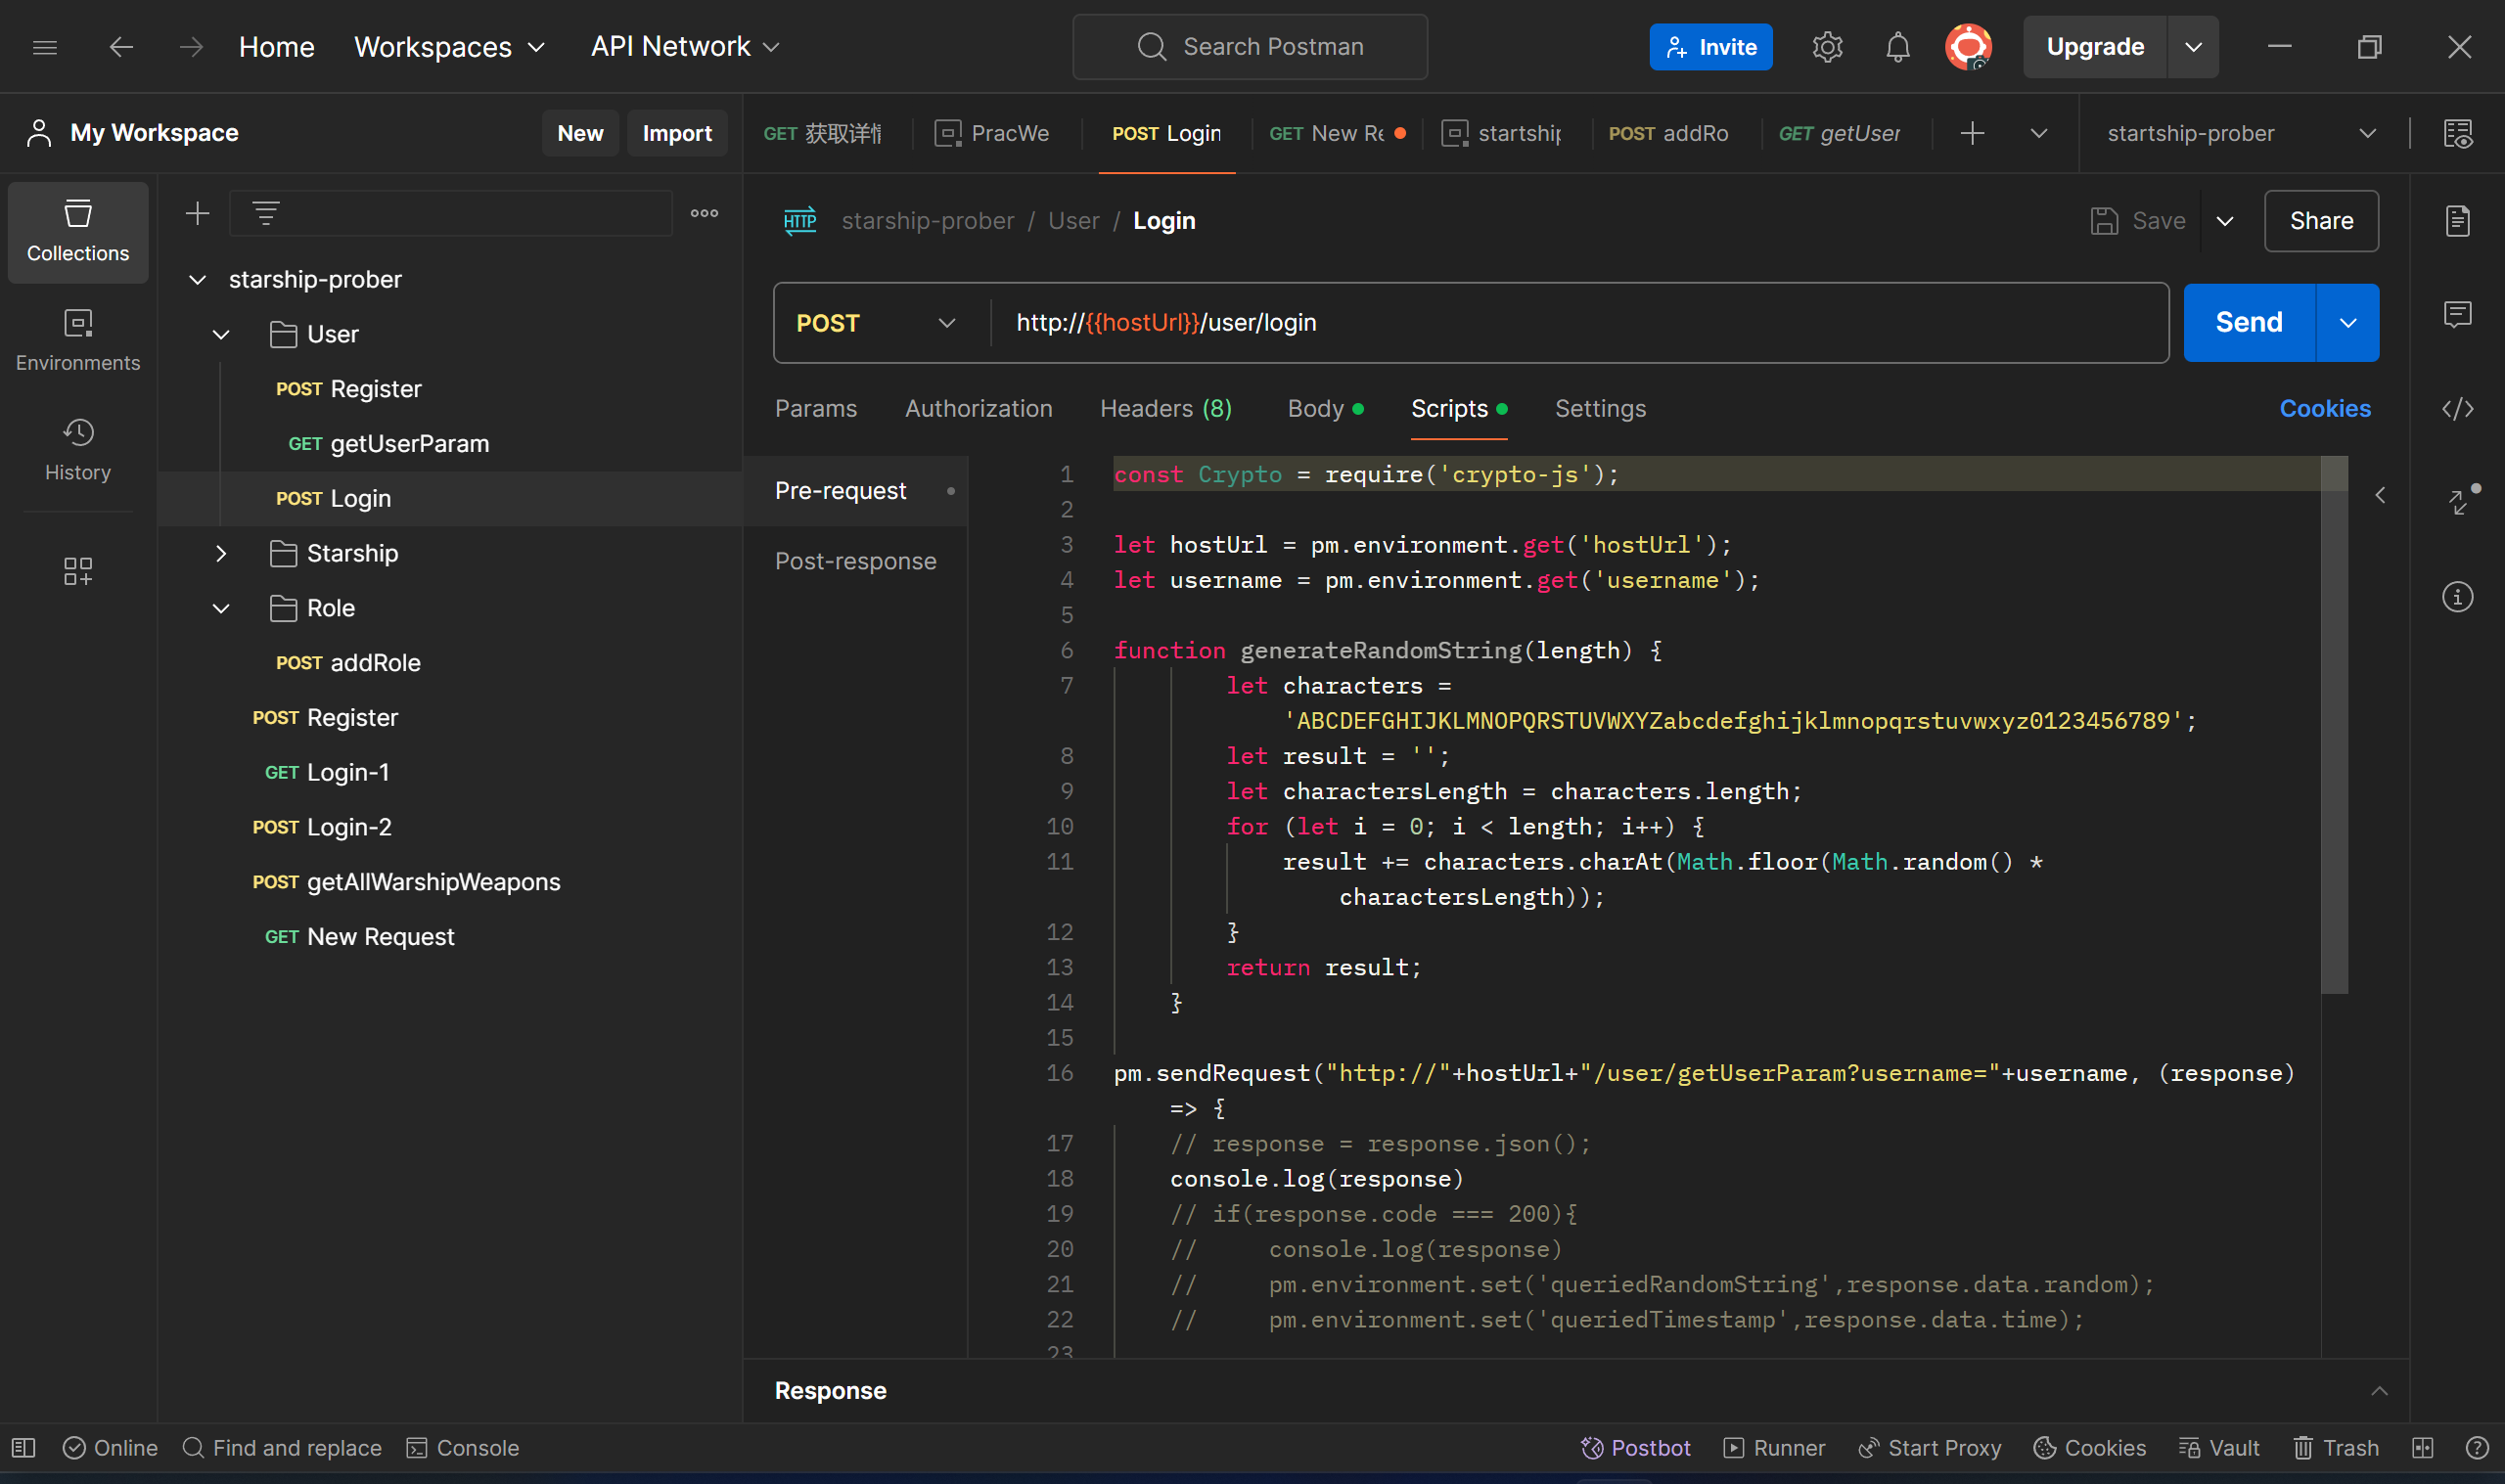 Home Workspaces API Network Search Postman Invite Upgrade
My Workspace New Import
GET 获取详情 PracWe POST Login GET New Re startship POST addRo GET getUser startship-prober
Collections
Environments
History
starship-prober
User
POST Register
GET getUserParam
POST Login
Starship
Role
POST addRole
POST Register
GET Login-1
POST Login-2
POST getAllWarshipWeapons
GET New Request
HTTP starship-prober / User / Login Save Share
POST http://{{hostUrl}}/user/login Send
Params Authorization Headers (8) Body Scripts Settings Cookies
Pre-request
Post-response
1 const Crypto = require('crypto-js');
2
3 let hostUrl = pm.environment.get('hostUrl');
4 let username = pm.environment.get('username');
5
6 function generateRandomString(length) {
7 let characters =
'ABCDEFGHIJKLMNOPQRSTUVWXYZabcdefghijklmnopqrstuvwxyz0123456789';
8 let result = '';
9 let charactersLength = characters.length;
10 for (let i = 0; i < length; i++) {
11 result += characters.charAt(Math.floor(Math.random() *
charactersLength));
12 }
13 return result;
14 }
15
16 pm.sendRequest("http://"+hostUrl+"/user/getUserParam?username="+username, (response)
=> {
17 // response = response.json();
18 console.log(response)
19 // if(response.code === 200){
20 // console.log(response)
21 // pm.environment.set('queriedRandomString',response.data.random);
22 // pm.environment.set('queriedTimestamp',response.data.time);
23
Response
Online Find and replace Console Postbot Runner Start Proxy Cookies Vault Trash